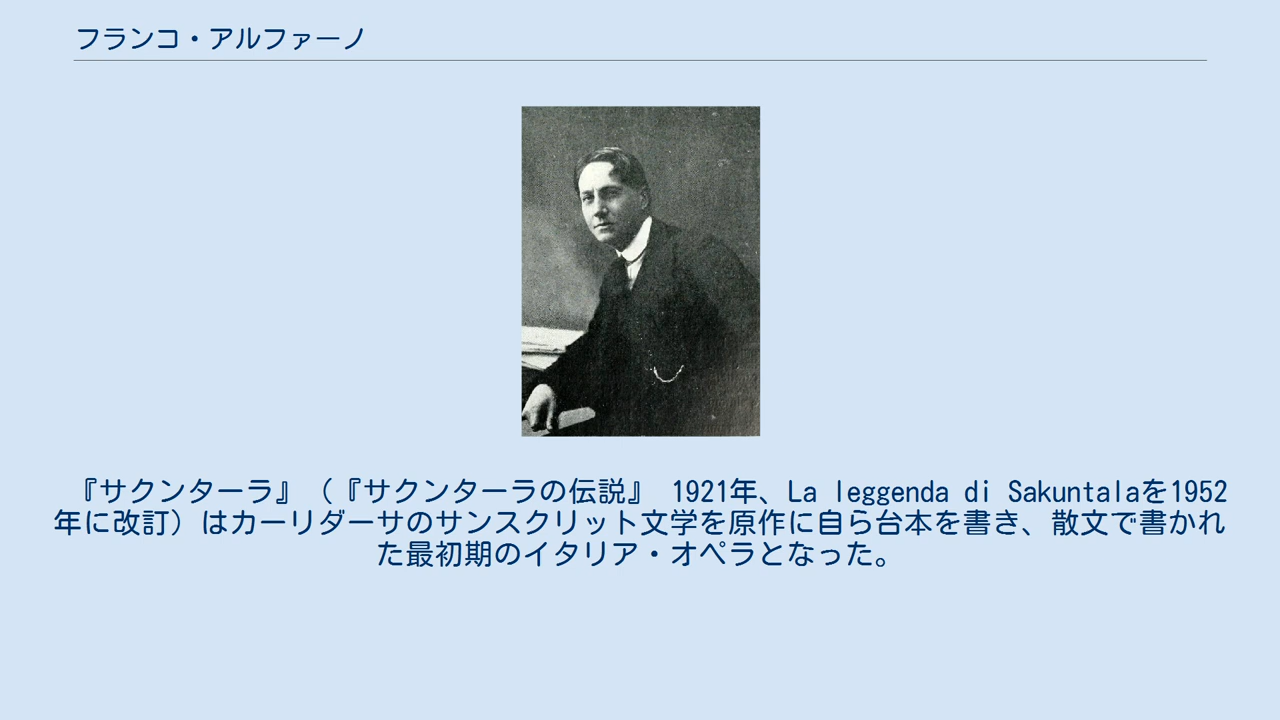 フランコ・アルファーノ
『サクンターラ』（『サクンターラの伝説』 1921年、La leggenda di Sakuntalaを1952
年に改訂）はカーリダーサのサンスクリット文学を原作に自ら台本を書き、散文で書かれ
た最初期のイタリア・オペラとなった。